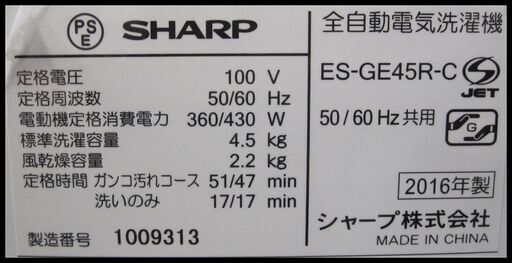 PS
E
SHARP
定格電圧 100 V
定格周波数 50/60 Hz
電動機定格消費電力 360/430 W
標準洗濯容量 4.5 kg
風乾燥容量 2.2 kg
定格時間 ガンコ汚れコース 51/47 min
洗いのみ 17/17 min
製造番号 1009313
全自動電気洗濯機
ES-GE45R-C
S
JET
50/60 Hz共用
G
2016年製
シャープ株式会社
MADE IN CHINA